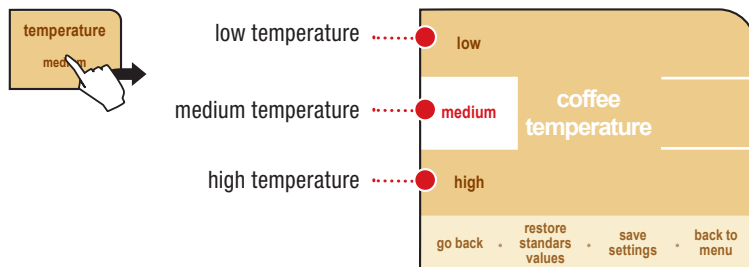 temperature
medium
low temperature
medium temperature
high temperature
low
medium
high
coffee
temperature
go back
restore
standars
values
save
settings
back to
menu